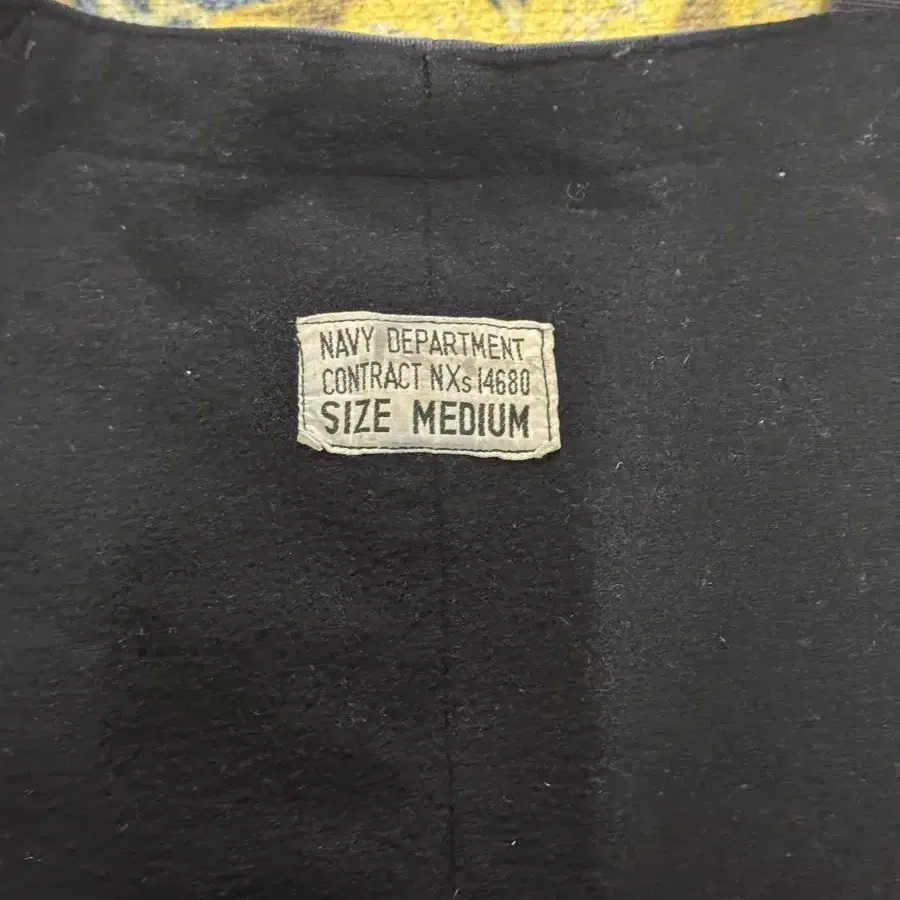 NAVY DEPARTMENT
CONTRACT NXs 14680
SIZE MEDIUM